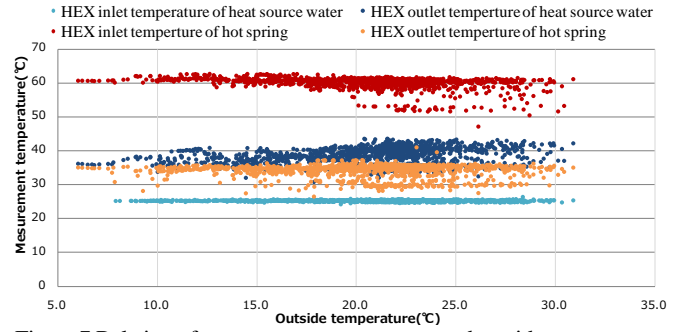 HEX inlet temperature of heat source water HEX outlet temperture of heat source water
HEX inlet temperture of hot spring HEX outlet temperture of hot spring
70
60
50
40
30
20
10
0
Mesurement temperature(℃)
5.0 10.0 15.0 20.0 25.0 30.0 35.0
Outside temperature(℃)